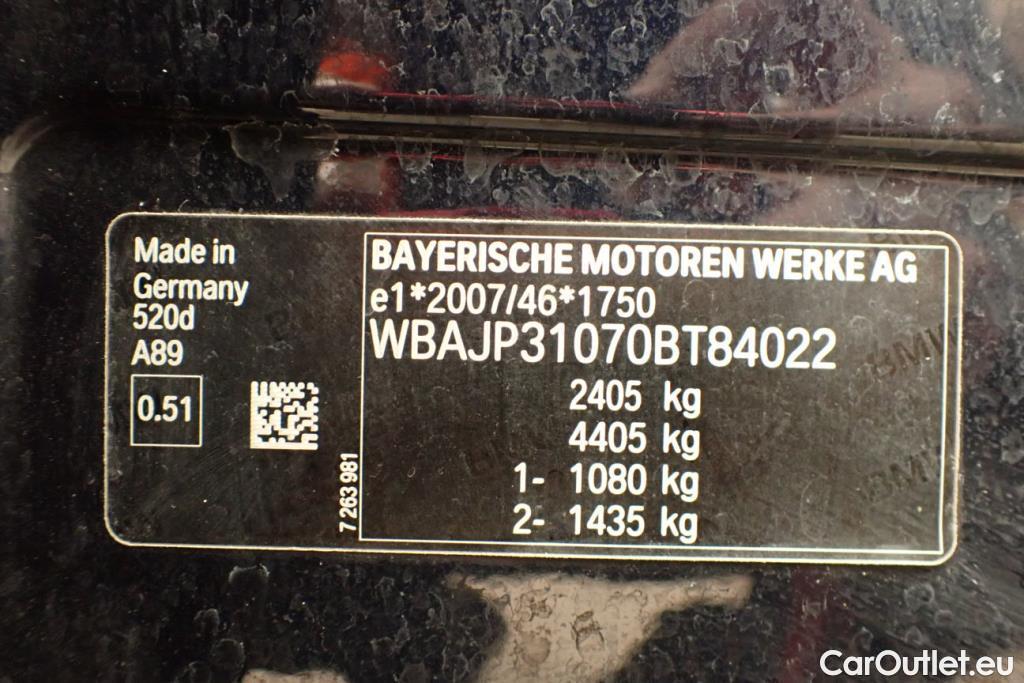 Made in
Germany
520d
A89
0.51
7 263 981
BAYERISCHE MOTOREN WERKE AG
e1*2007/46*1750
WBAJP31070BT84022
2405 kg
4405 kg
1- 1080 kg
2- 1435 kg
CarOutlet.eu